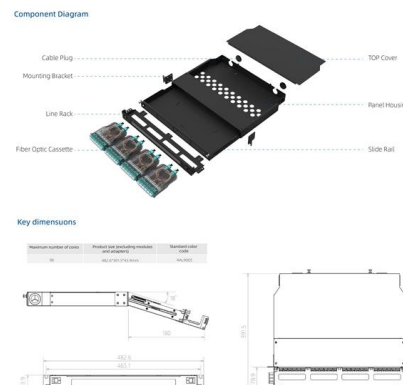 Component Diagram
Cable Plug
TOP Cover
Mounting Bracket
Line Rack
Panel Housi
Fiber Optic Cassette
Slide Rail
Key dimensuons
Maximum number of cores
Product size (excluding modules and adapters)
Standard color code
96
180
482.6
465.1